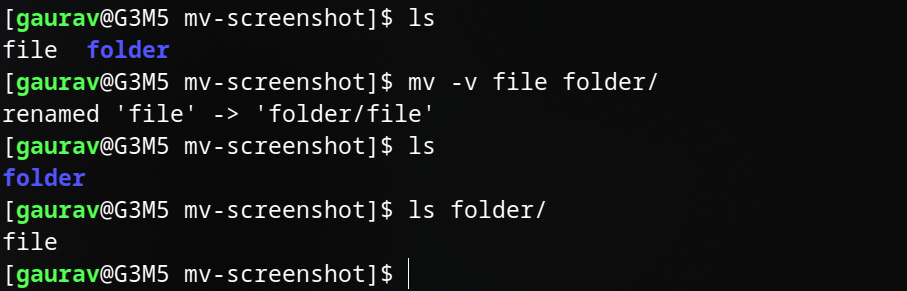 [gaurav@G3M5 mv-screenshot]$ ls
file  folder
[gaurav@G3M5 mv-screenshot]$ mv -v file folder/
renamed 'file' -> 'folder/file'
[gaurav@G3M5 mv-screenshot]$ ls
folder
[gaurav@G3M5 mv-screenshot]$ ls folder/
file
[gaurav@G3M5 mv-screenshot]$